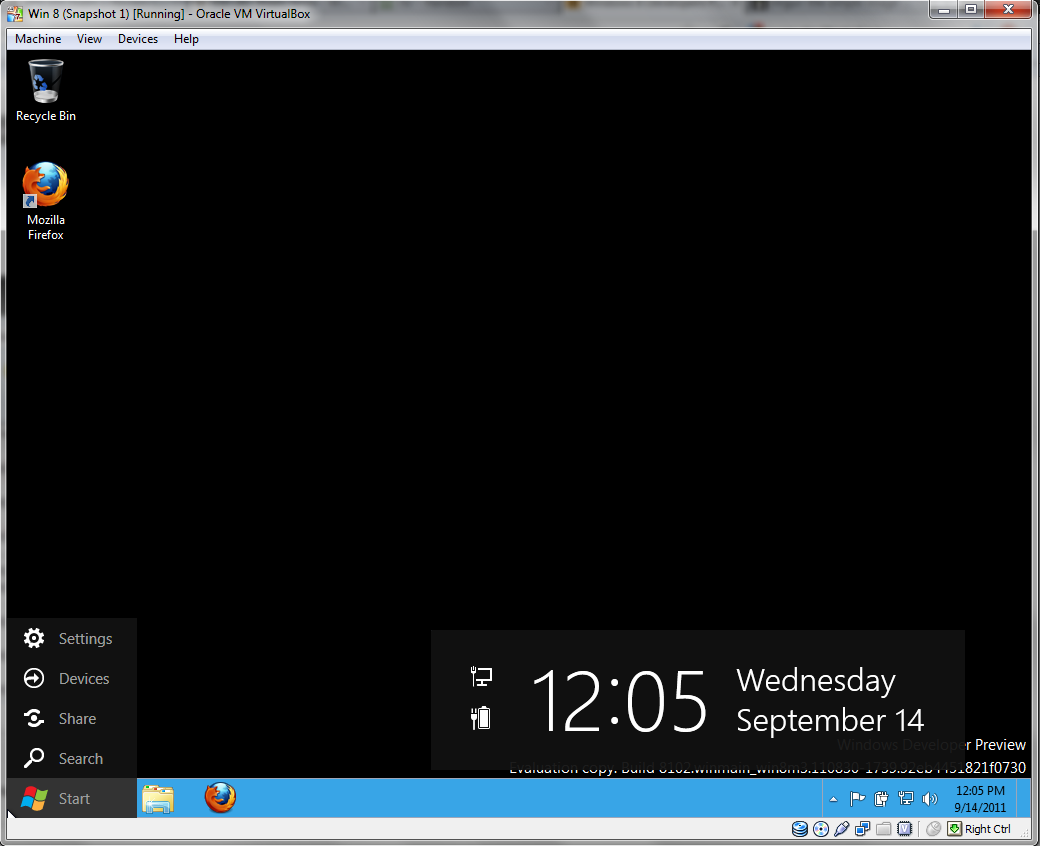 Win 8 (Snapshot 1) [Running] - Oracle VM VirtualBox
Machine View Devices Help
Recycle Bin
Mozilla
Firefox
Settings
Devices
Share
Search
Start
12:05
Wednesday
September 14
Windows Developer Preview
Evaluation copy. Build 8102.winmain_win8m3.110830-1739.92eb4451821f0730
12:05 PM
9/14/2011
Right Ctrl